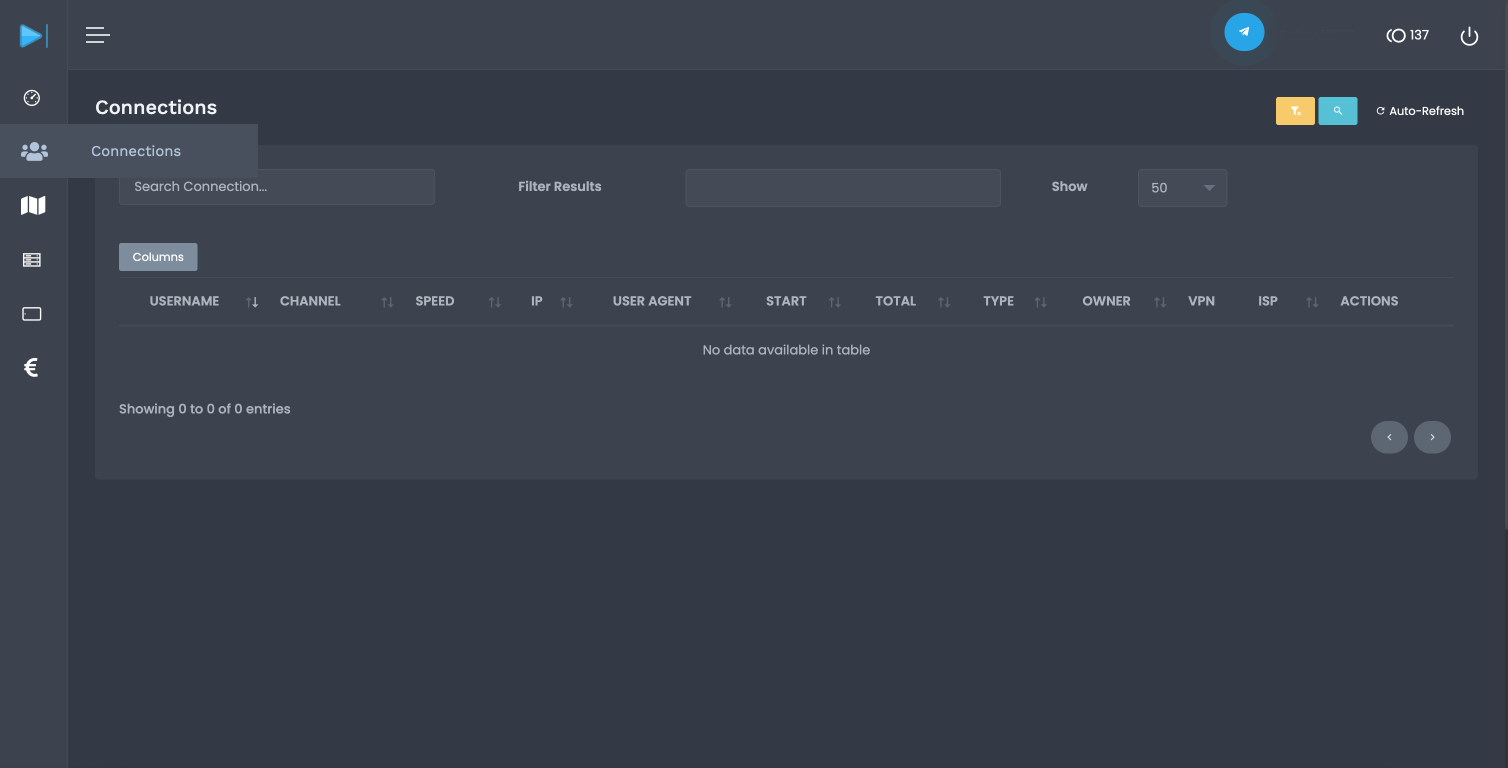 137
Connections
Auto-Refresh
Connections
Search Connection...
Filter Results
Show
50
Columns
USERNAME CHANNEL SPEED IP USER AGENT START TOTAL TYPE OWNER VPN ISP ACTIONS
No data available in table
Showing 0 to 0 of 0 entries